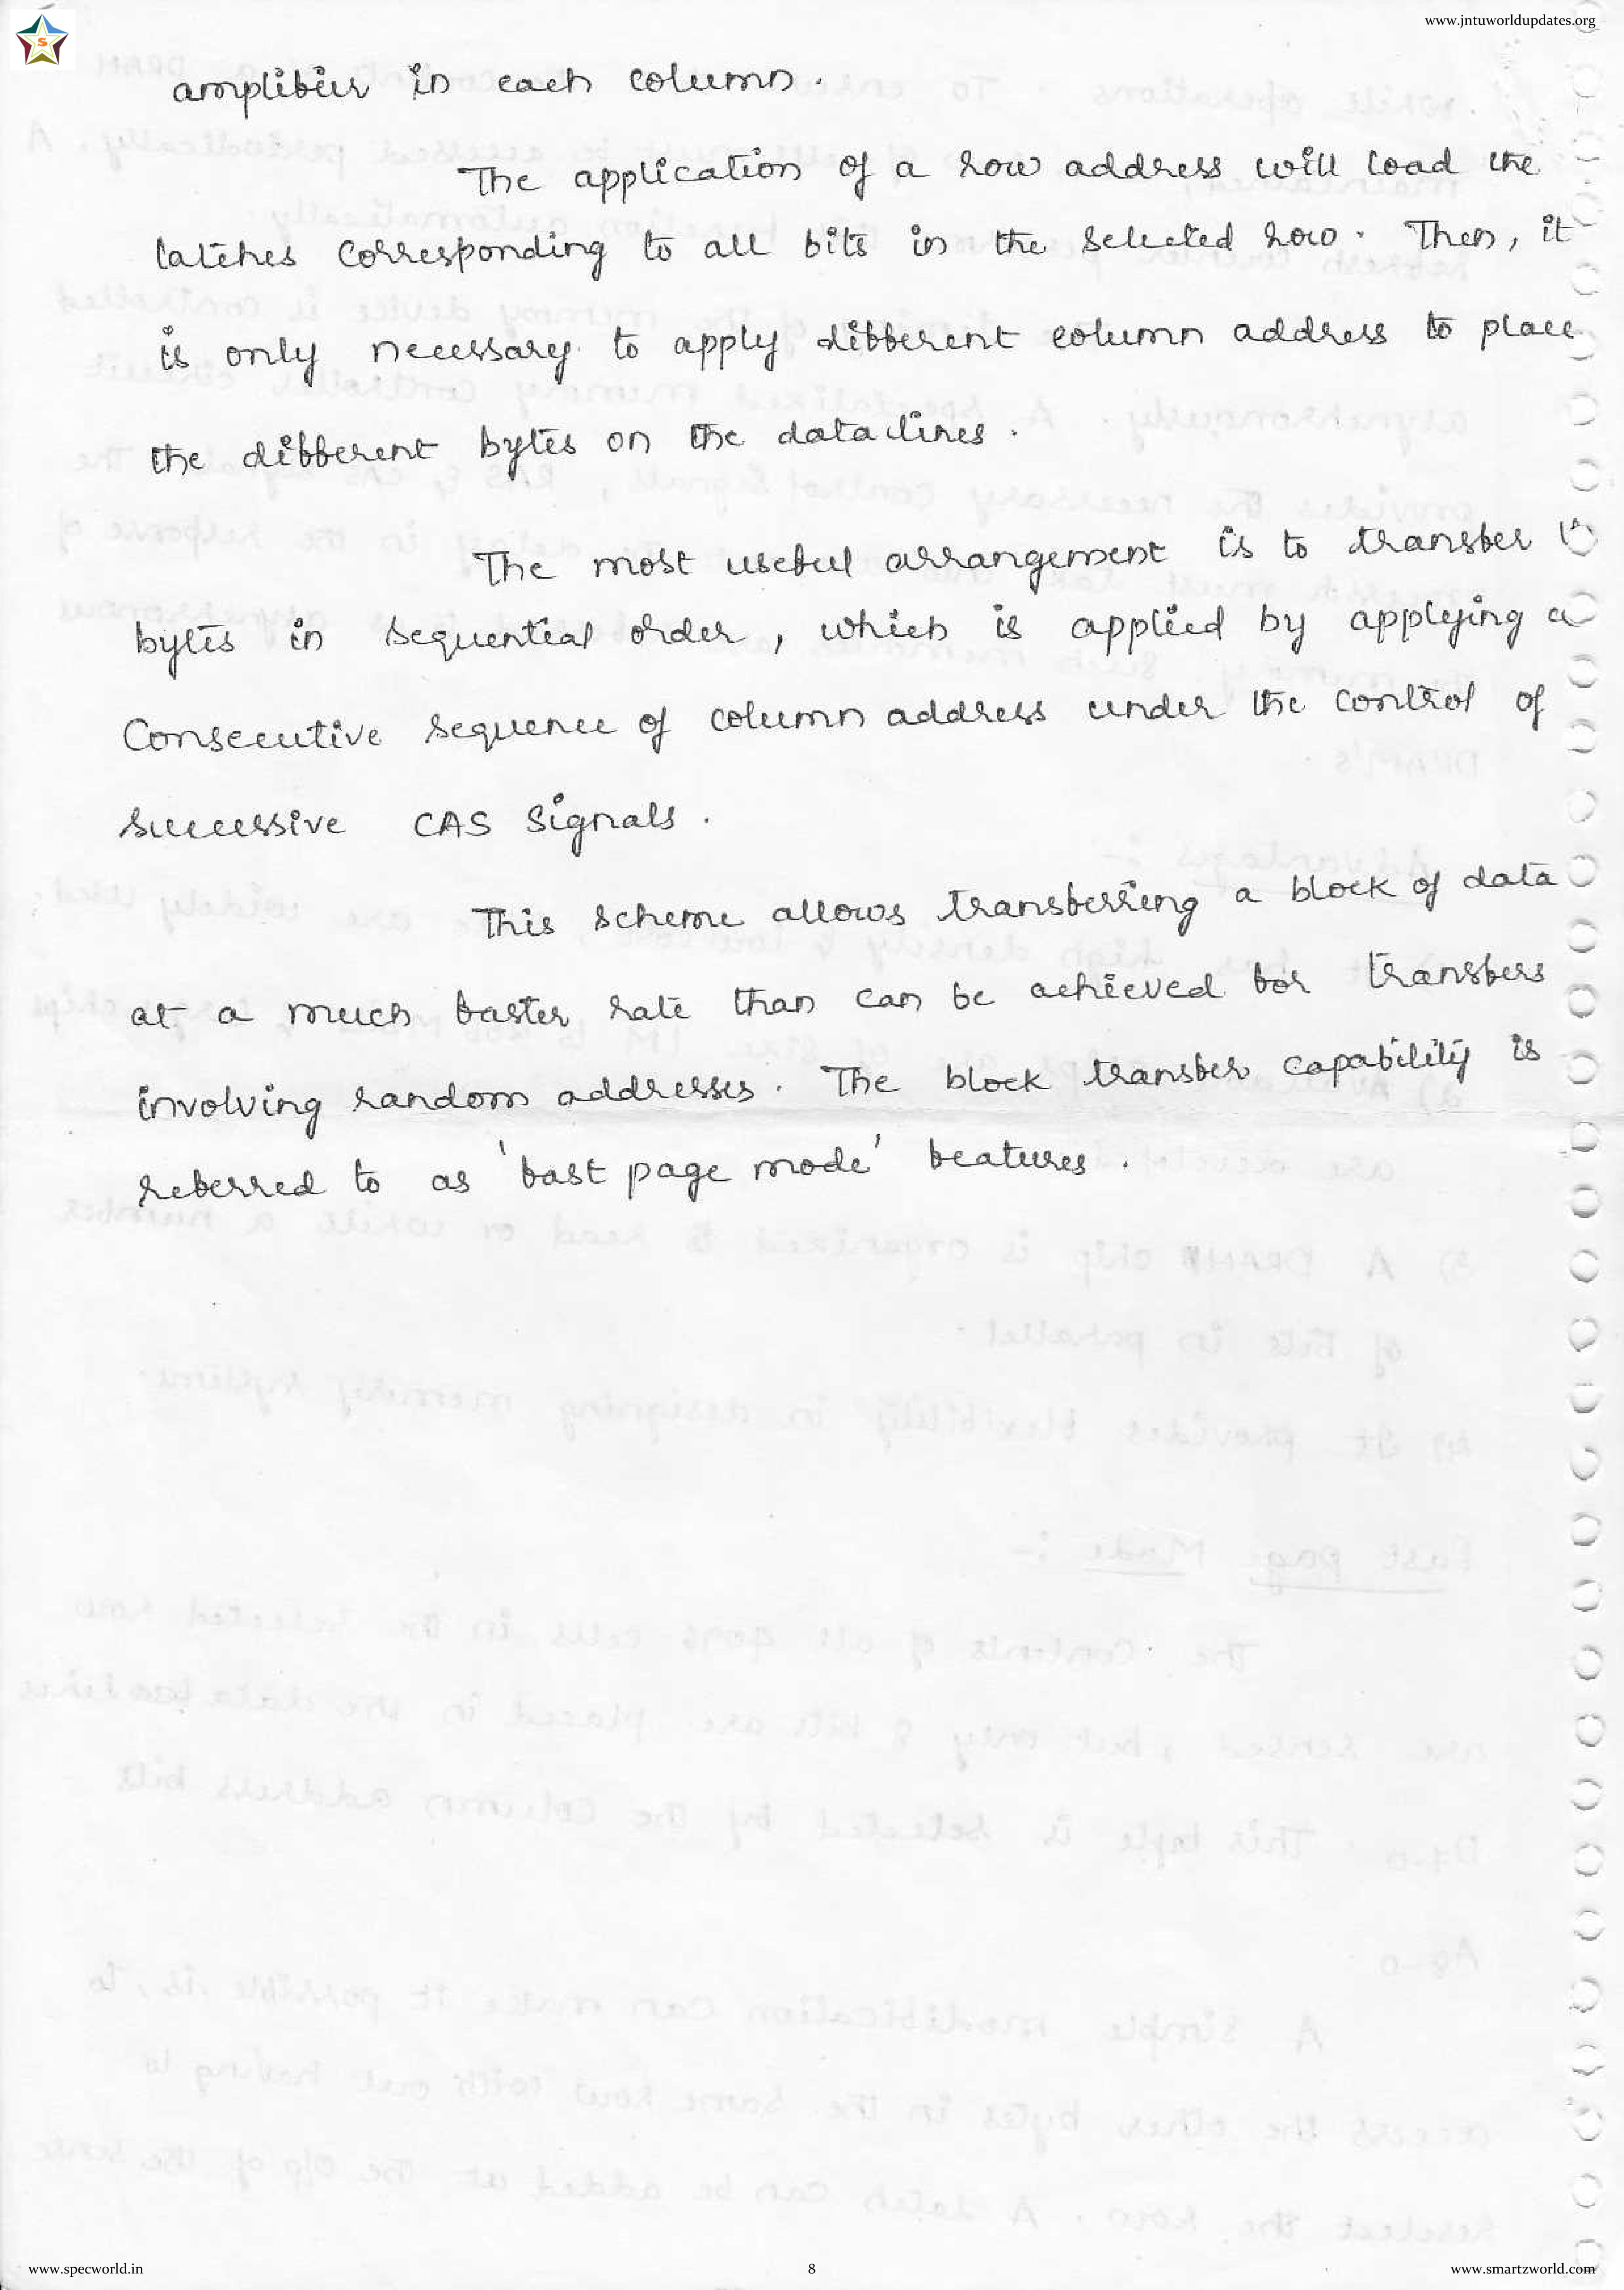 www.jntuworldupdates.org
S
amplifier in each column.
The application of a row address will load the
latches corresponding to all bits in the selected row. Then, it
is only necessary to apply different column address to place
the different bytes on the data lines.
The most useful arrangement is to transfer
bytes in sequential order, which is applied by applying a
Consecutive sequence of column address under the control of
successive CAS signals.
This scheme allows transferring a block of data
at a much faster rate than can be achieved for transfers
involving random addresses. The block transfer capability is
referred to as 'fast page mode' features.
www.specworld.in
8
www.smartzworld.com